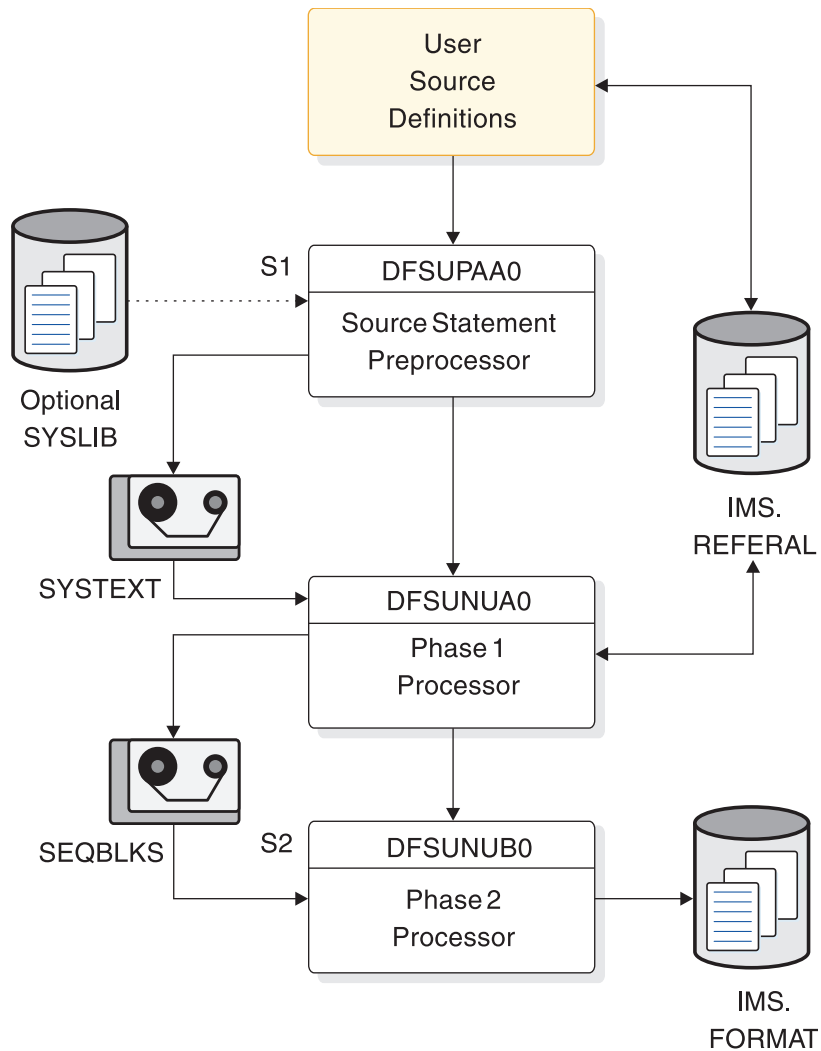 User
Source
Definitions
S1
DFSUPAA0
Source Statement
Preprocessor
Optional
SYSLIB
IMS.
REFERAL
SYSTEXT
DFSUNUA0
Phase 1
Processor
SEQBLKS
S2
DFSUNUB0
Phase 2
Processor
IMS.
FORMAT